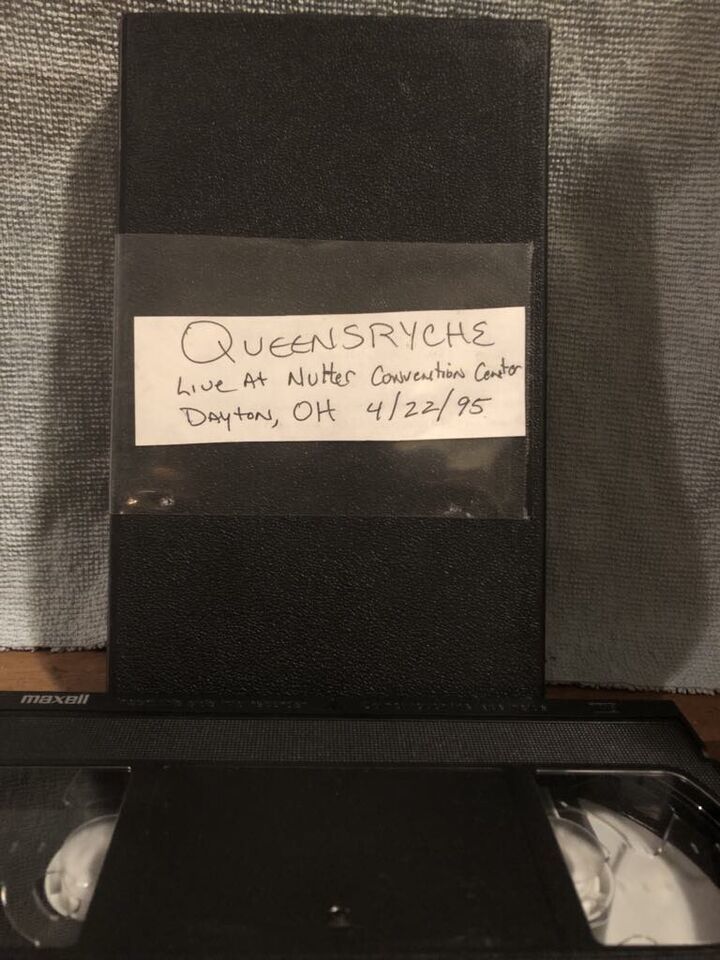 QUEENSRYCHE
Live At Nutter Convention Center
DAYTON, OH 4/22/95
maxell